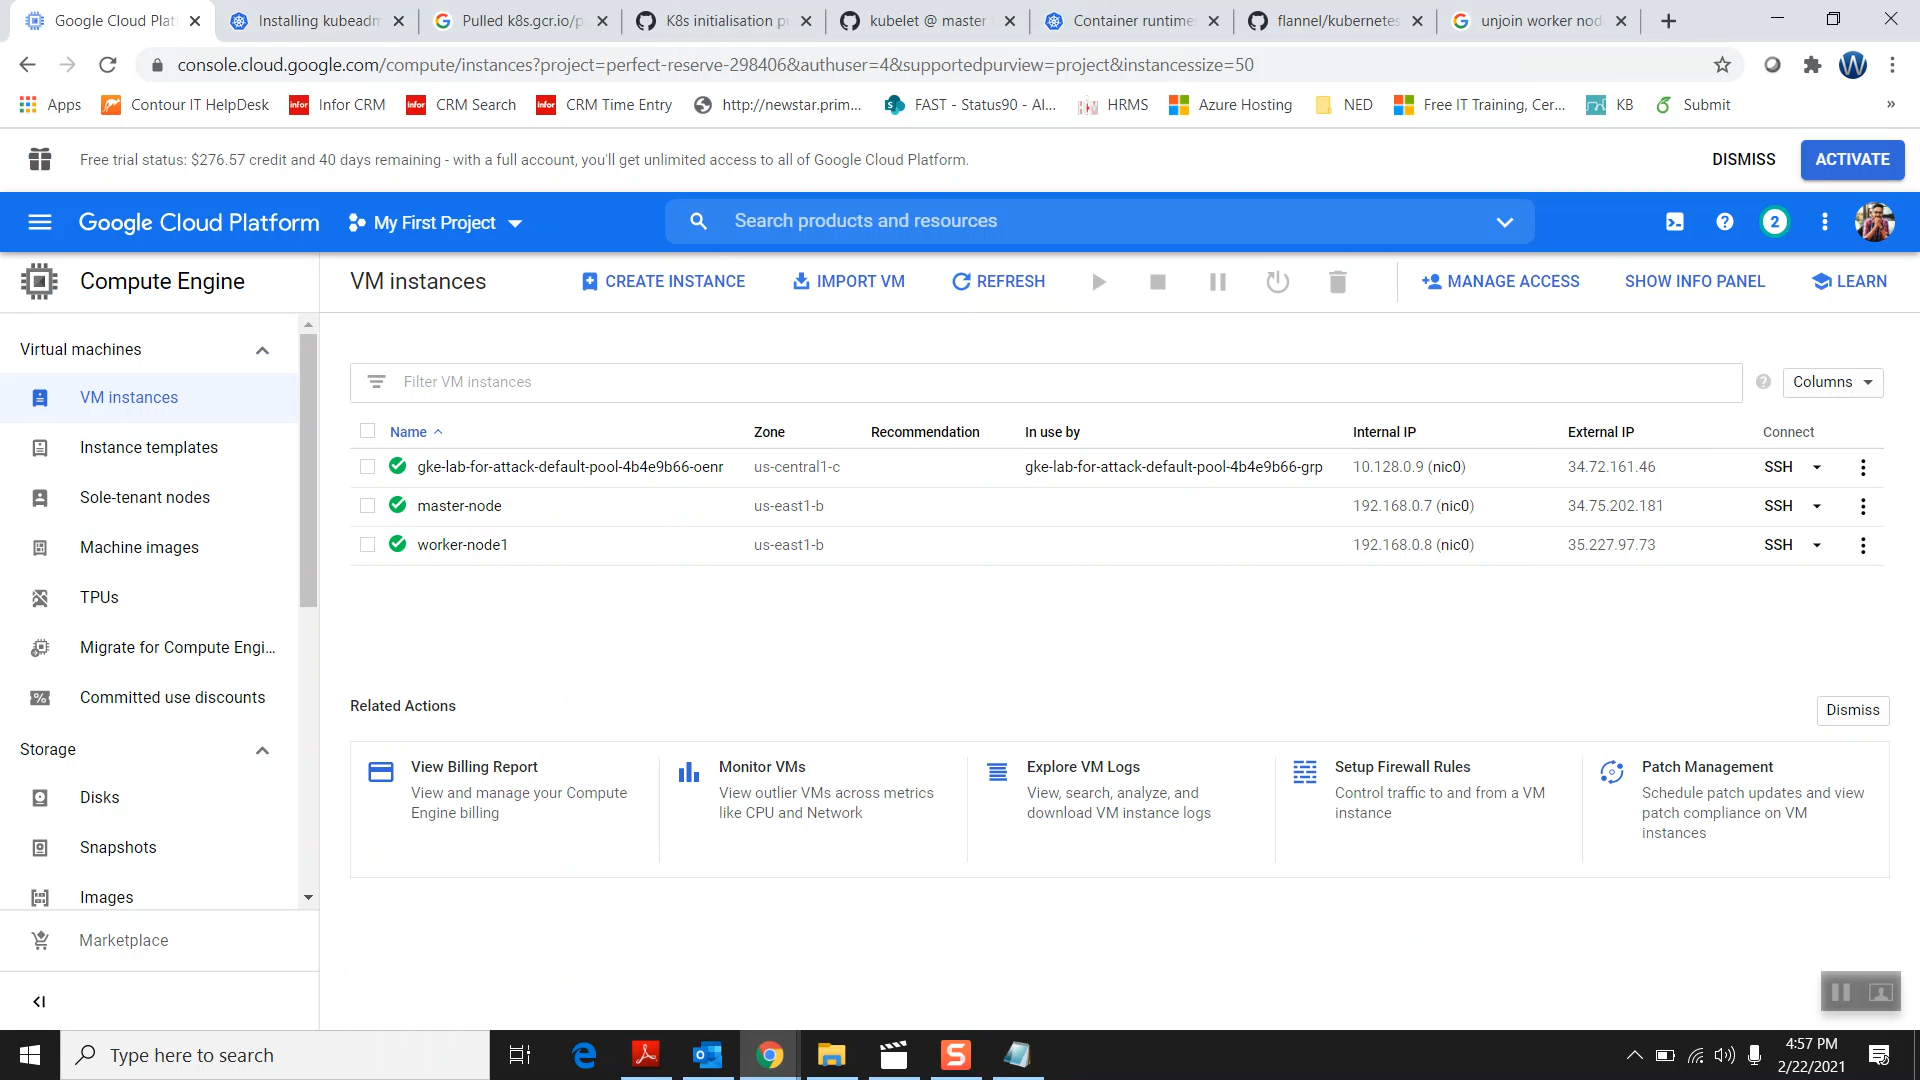 Google Cloud Plat
Installing kubeadm
Pulled k8s.gcr.io/p
K8s initialisation p
kubelet @ master
Container runtime
flannel/kubernetes
unjoin worker nod
console.cloud.google.com/compute/instances?project=perfect-reserve-298406&authuser=4&supportedpurview=project&instancessize=50
W
Apps
Contour IT HelpDesk
Infor CRM
CRM Search
CRM Time Entry
http://newstar.prim...
FAST - Status90 - Al...
HRMS
Azure Hosting
NED
Free IT Training, Cer...
KB
Submit
»
Free trial status: $276.57 credit and 40 days remaining - with a full account, you'll get unlimited access to all of Google Cloud Platform.
DISMISS
ACTIVATE
Google Cloud Platform
My First Project
Search products and resources
2
Compute Engine
VM instances
CREATE INSTANCE
IMPORT VM
REFRESH
MANAGE ACCESS
SHOW INFO PANEL
LEARN
Virtual machines
VM instances
Instance templates
Sole-tenant nodes
Machine images
TPUs
Migrate for Compute Engi...
Committed use discounts
Storage
Disks
Snapshots
Images
Marketplace
Filter VM instances
Columns
Name Zone Recommendation In use by Internal IP External IP Connect
gke-lab-for-attack-default-pool-4b4e9b66-oenr us-central1-c gke-lab-for-attack-default-pool-4b4e9b66-grp 10.128.0.9 (nic0) 34.72.161.46 SSH
master-node us-east1-b 192.168.0.7 (nic0) 34.75.202.181 SSH
worker-node1 us-east1-b 192.168.0.8 (nic0) 35.227.97.73 SSH
Related Actions
Dismiss
View Billing Report
View and manage your Compute
Engine billing
Monitor VMs
View outlier VMs across metrics
like CPU and Network
Explore VM Logs
View, search, analyze, and
download VM instance logs
Setup Firewall Rules
Control traffic to and from a VM
instance
Patch Management
Schedule patch updates and view
patch compliance on VM
instances
Type here to search
S
4:57 PM
2/22/2021